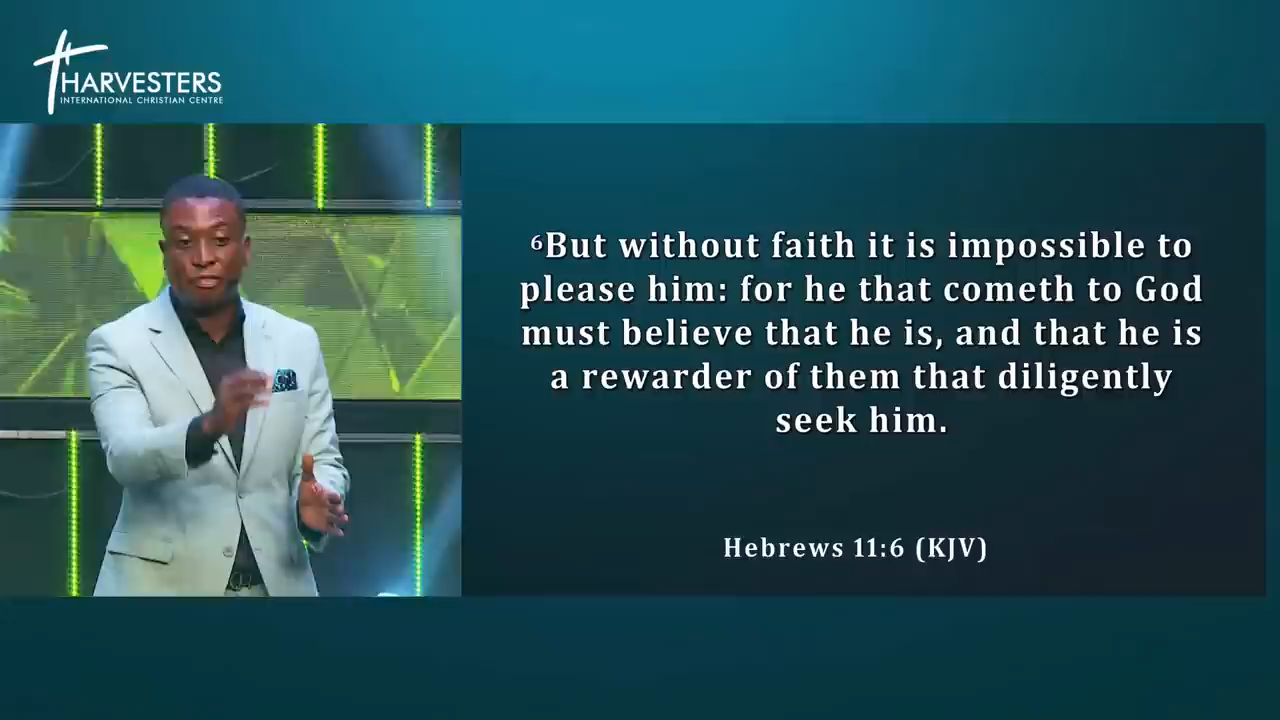 HARVESTERS
INTERNATIONAL CHRISTIAN CENTRE
⁶But without faith it is impossible to
please him: for he that cometh to God
must believe that he is, and that he is
a rewarder of them that diligently
seek him.
Hebrews 11:6 (KJV)